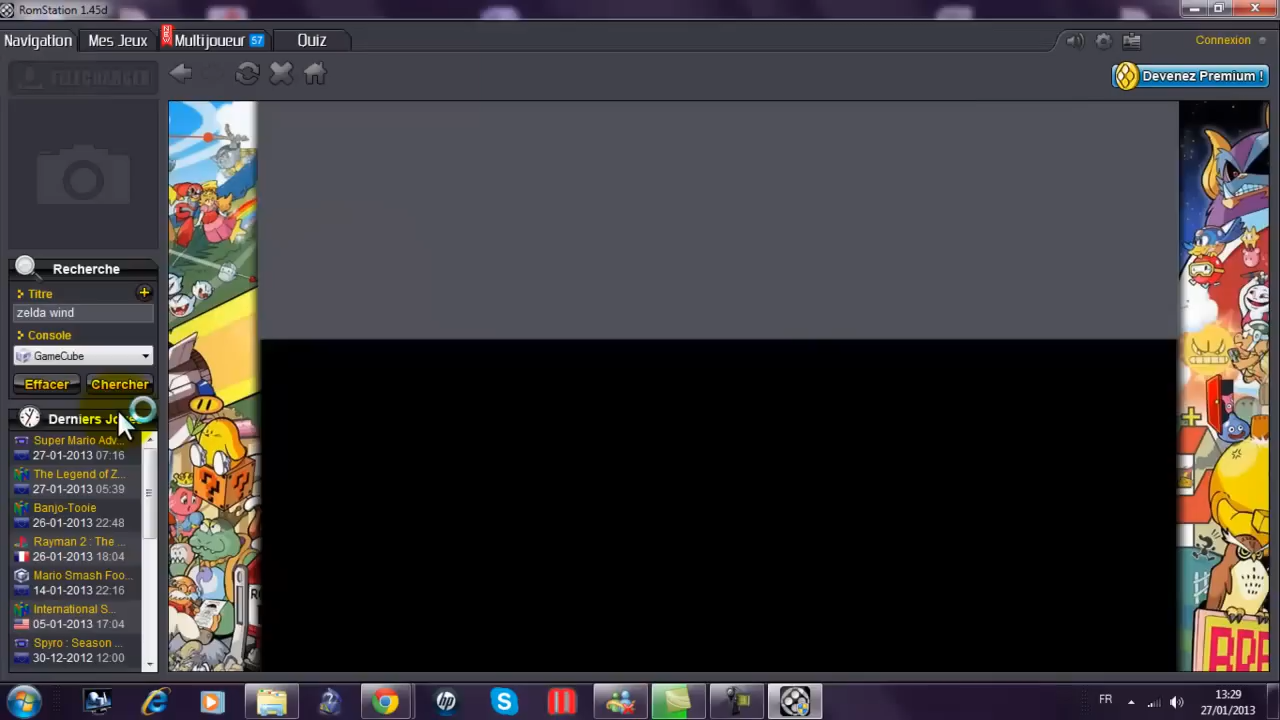 RomStation 1.45d
Navigation
Mes Jeux
Multijoueur 57
Quiz
Connexion
TELECHARGER
Devenez Premium !
Recherche
Titre
zelda wind
Console
GameCube
Effacer
Chercher
Super Mario Adv...
27-01-2013 07:16
The Legend of Z...
27-01-2013 05:39
Banjo-Tooie
26-01-2013 22:48
Rayman 2 : The ...
26-01-2013 18:04
Mario Smash Foo...
14-01-2013 22:16
International S...
05-01-2013 17:04
Spyro : Season ...
30-12-2012 12:00
FR
13:29
27/01/2013